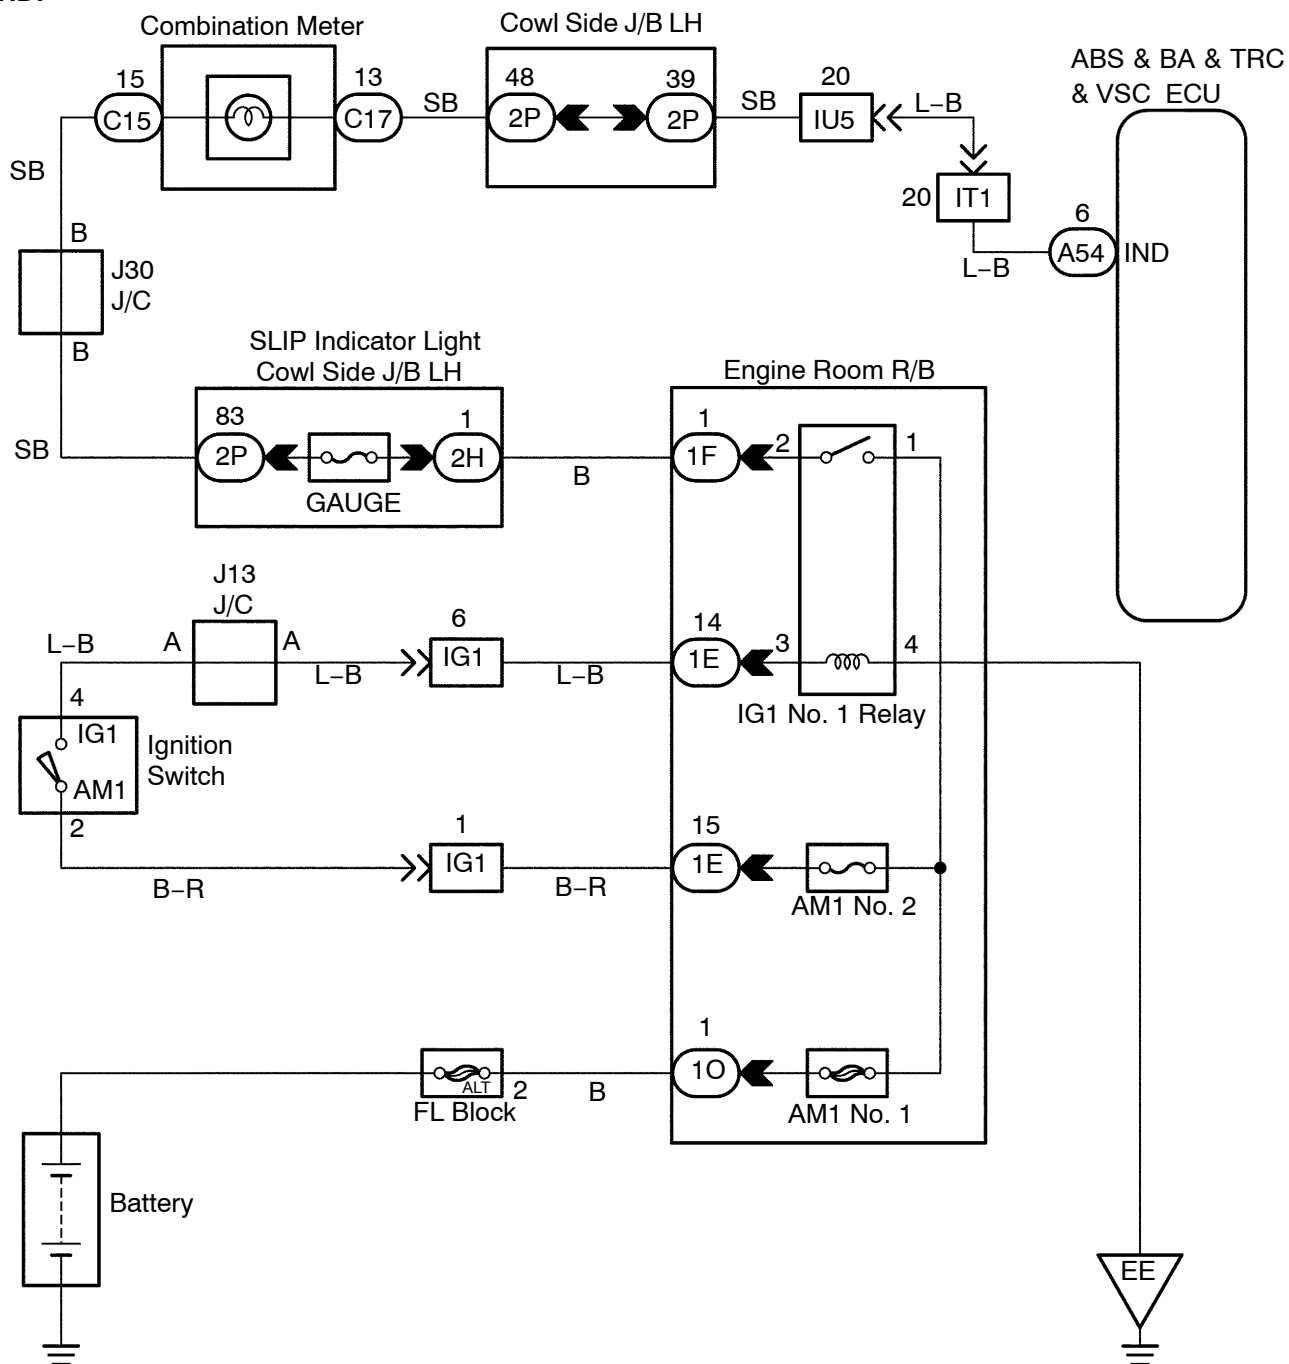 Combination Meter
Cowl Side J/B LH
ABS & BA & TRC
& VSC ECU
15
C15
13
C17
SB
48
2P
39
2P
SB
20
IU5
L–B
20
IT1
6
A54
IND
L–B
SB
B
J30
J/C
B
SB
SLIP Indicator Light
Cowl Side J/B LH
83
2P
GAUGE
1
2H
B
Engine Room R/B
1
1F
2
1
J13
J/C
L–B
A
A
L–B
6
IG1
L–B
14
1E
3
4
IG1 No. 1 Relay
4
IG1
AM1
Ignition
Switch
2
B–R
1
IG1
B–R
15
1E
AM1 No. 2
ALT
2
FL Block
B
1
1O
AM1 No. 1
Battery
EE